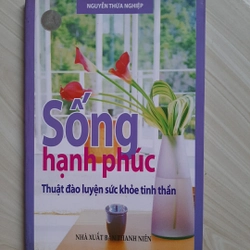 NGUYỄN THỪA NGHIỆP
Sống
hạnh phúc
Thuật đào luyện sức khỏe tinh thần
NHÀ XUẤT BẢN THANH NIÊN